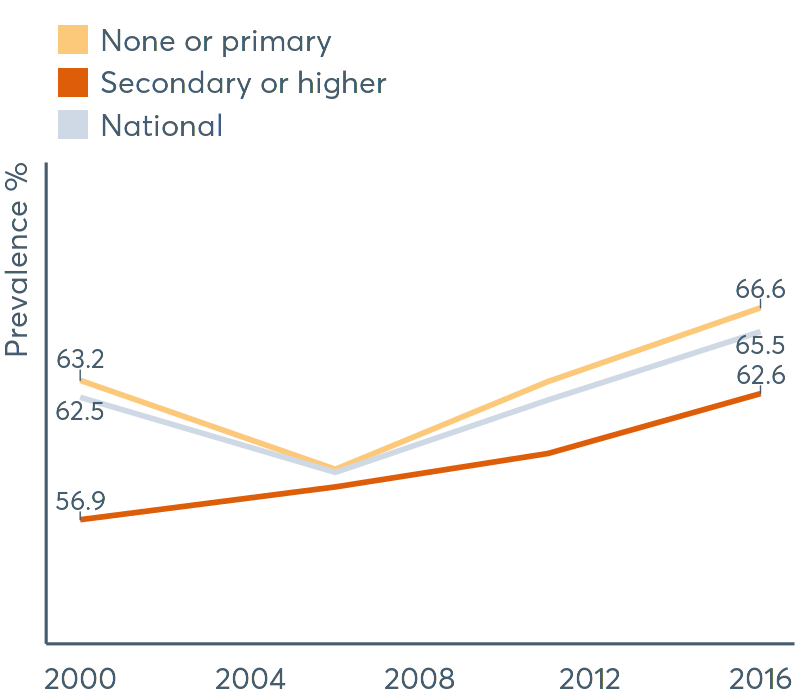 None or primary
Secondary or higher
National
Prevalence %
66.6
65.5
62.6
63.2
62.5
56.9
2000
2004
2008
2012
2016